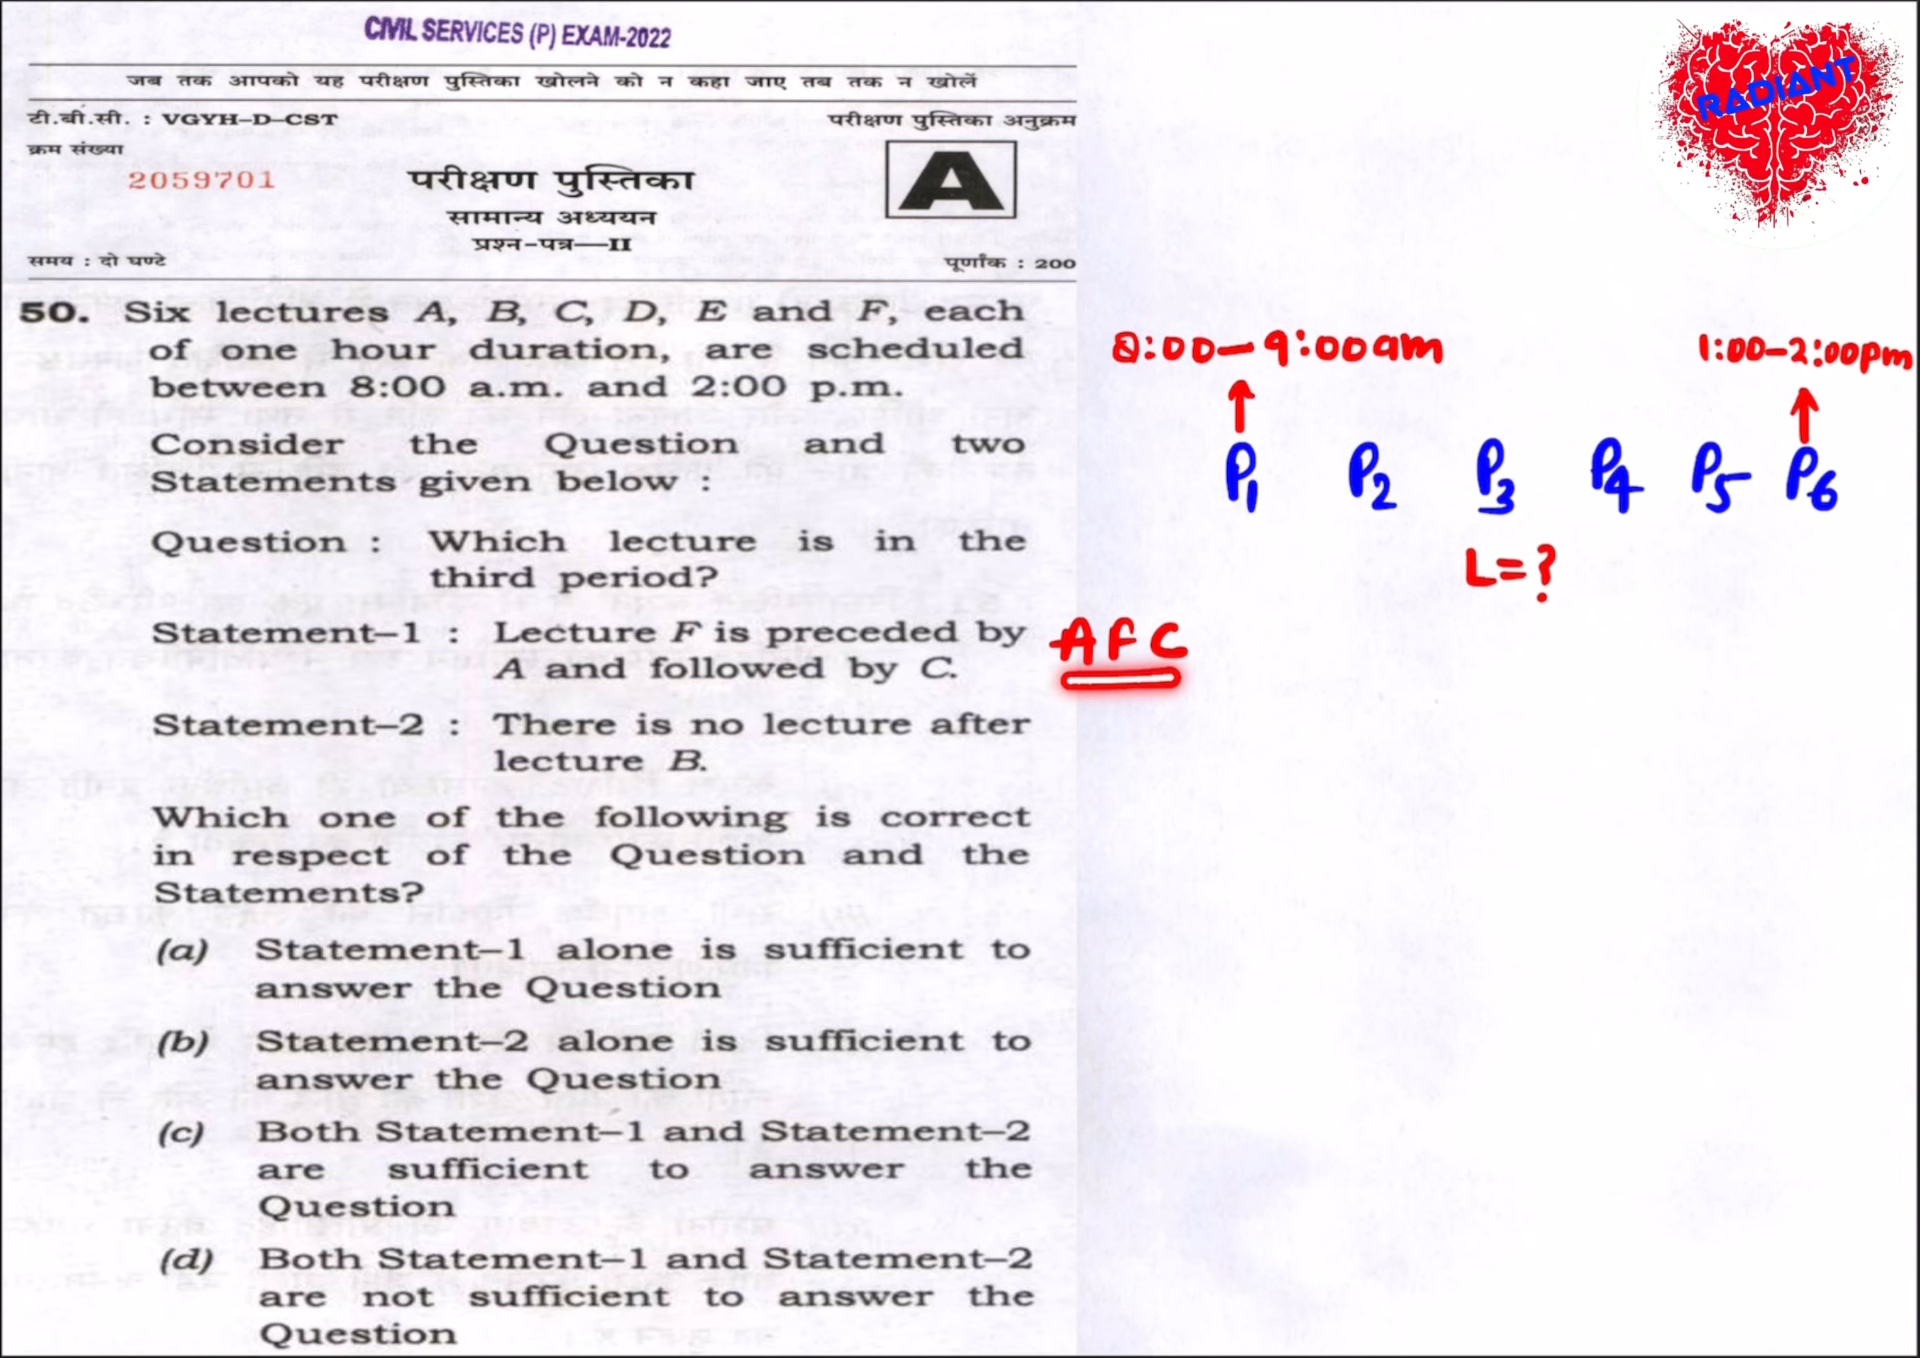 CIVIL SERVICES (P) EXAM-2022
जब तक आपको यह परीक्षण पुस्तिका खोलने को न कहा जाए तब तक न खोलें
टी.बी.सी. : VGYH-D-CST
परीक्षण पुस्तिका अनुक्रम
क्रम संख्या
2059701
परीक्षण पुस्तिका
A
सामान्य अध्ययन
प्रश्न-पत्र—II
समय : दो घण्टे
पूर्णांक : 200
50. Six lectures A, B, C, D, E and F, each
of one hour duration, are scheduled
between 8:00 a.m. and 2:00 p.m.
Consider the Question and two
Statements given below :
Question : Which lecture is in the
third period?
Statement-1 : Lecture F is preceded by
A and followed by C.
Statement-2 : There is no lecture after
lecture B.
Which one of the following is correct
in respect of the Question and the
Statements?
(a) Statement-1 alone is sufficient to
answer the Question
(b) Statement-2 alone is sufficient to
answer the Question
(c) Both Statement-1 and Statement-2
are sufficient to answer the
Question
(d) Both Statement-1 and Statement-2
are not sufficient to answer the
Question
RADIANT
8:00-9:00am
1:00-2:00pm
P1 P2 P3 P4 P5 P6
L=?
AFC